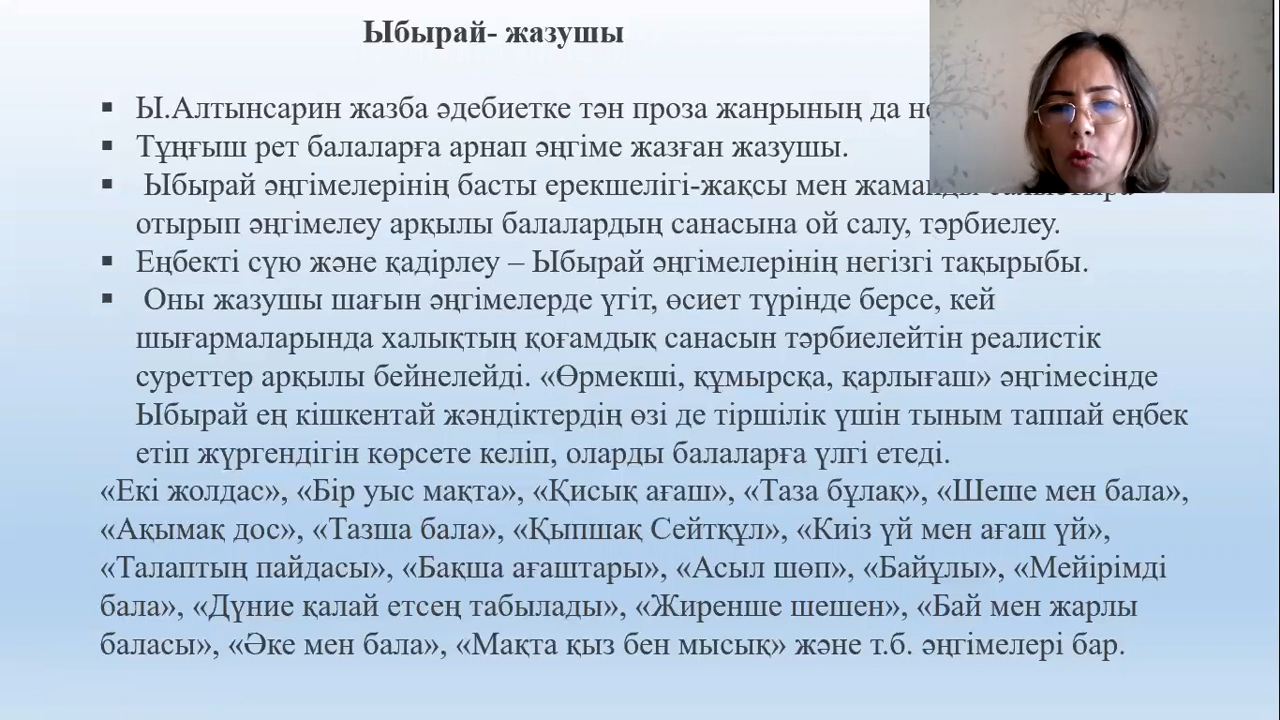 Ыбырай- жазушы
▪ Ы.Алтынсарин жазба әдебиетке тән проза жанрының да
▪ Тұңғыш рет балаларға арнап әңгіме жазған жазушы.
▪ Ыбырай әңгімелерінің басты ерекшелігі-жақсы мен
отырып әңгімелеу арқылы балалардың санасына ой салу, тәрбиелеу.
▪ Еңбекті сүю және қадірлеу – Ыбырай әңгімелерінің негізгі тақырыбы.
▪ Оны жазушы шағын әңгімелерде үгіт, өсиет түрінде берсе, кей
шығармаларында халықтың қоғамдық санасын тәрбиелейтін реалистік
суреттер арқылы бейнелейді. «Өрмекші, құмырсқа, қарлығаш» әңгімесінде
Ыбырай ең кішкентай жәндіктердің өзі де тіршілік үшін тыным таппай еңбек
етіп жүргендігін көрсете келіп, оларды балаларға үлгі етеді.
«Екі жолдас», «Бір уыс мақта», «Қисық ағаш», «Таза бұлақ», «Шеше мен бала»,
«Ақымақ дос», «Тазша бала», «Қыпшақ Сейтқұл», «Киіз үй мен ағаш үй»,
«Талаптың пайдасы», «Бақша ағаштары», «Асыл шөп», «Байұлы», «Мейірімді
бала», «Дүние қалай етсең табылады», «Жиренше шешен», «Бай мен жарлы
баласы», «Әке мен бала», «Мақта қыз бен мысық» және т.б. әңгімелері бар.